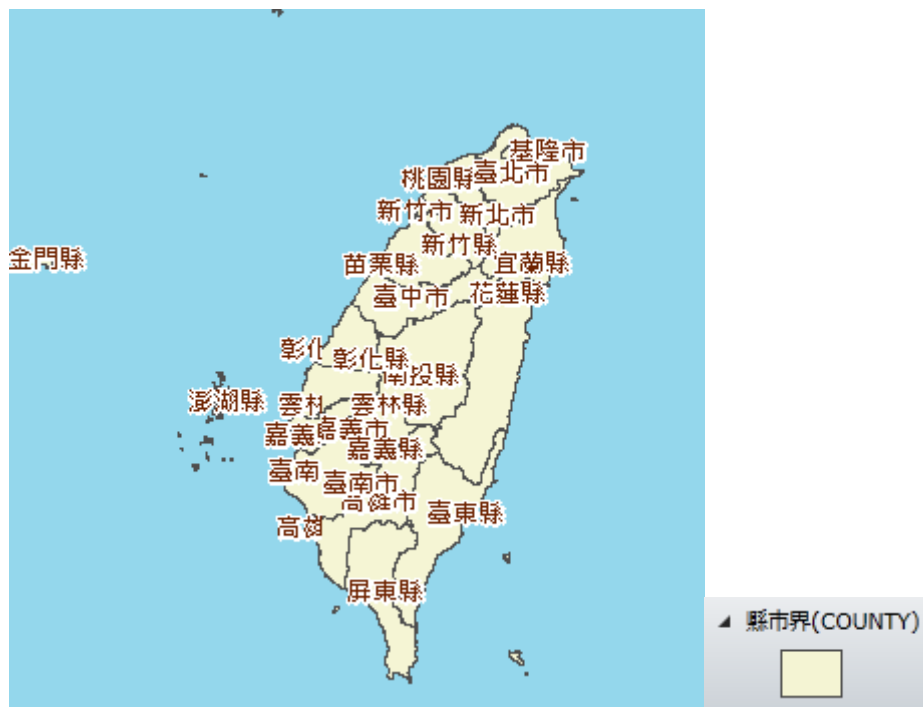 基隆市
臺北市
桃園縣
新竹市
新北市
新竹縣
金門縣
苗栗縣
宜蘭縣
花蓮縣
臺中市
彰化
彰化縣
南投縣
澎湖縣
雲林
雲林縣
嘉義
嘉義市
嘉義縣
臺南
臺南市
高雄市
臺東縣
高雄
屏東縣
縣市界(COUNTY)